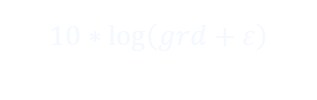 10 ∗ log(grd + ε)